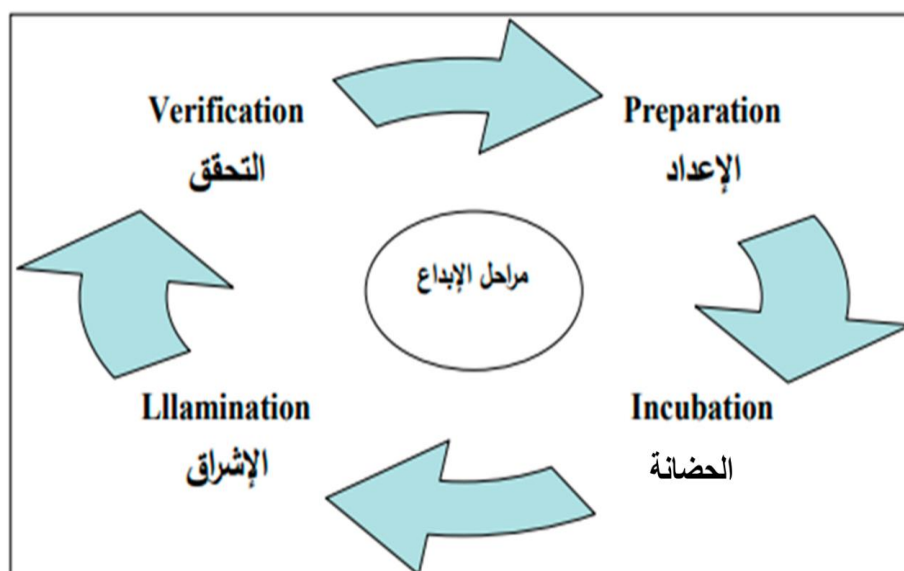 Verification
التحقق
Preparation
الإعداد
مراحل الإبداع
Lllamination
الإشراق
Incubation
الحضانة